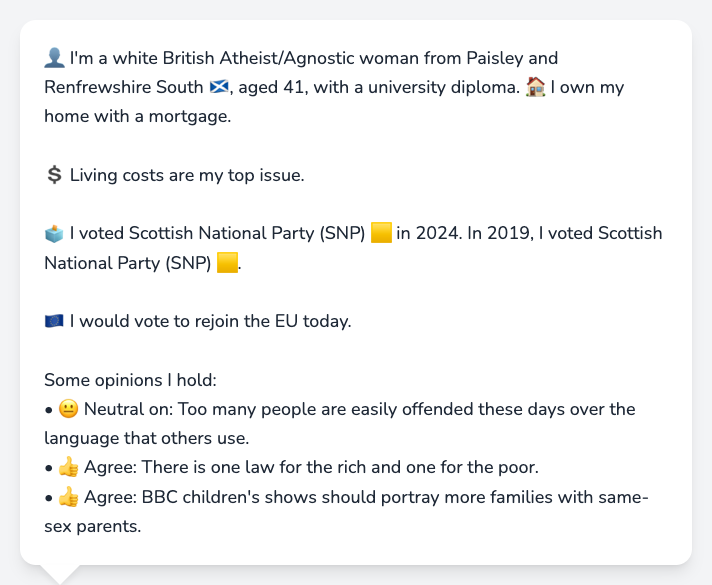 👤 I'm a white British Atheist/Agnostic woman from Paisley and
Renfrewshire South 🏴󠁧󠁢󠁳󠁣󠁴󠁿, aged 41, with a university diploma. 🏠 I own my
home with a mortgage.
💲 Living costs are my top issue.
🗳️ I voted Scottish National Party (SNP) 🟨 in 2024. In 2019, I voted Scottish
National Party (SNP) 🟨.
🇪🇺 I would vote to rejoin the EU today.
Some opinions I hold:
• 😐 Neutral on: Too many people are easily offended these days over the
language that others use.
• 👍 Agree: There is one law for the rich and one for the poor.
• 👍 Agree: BBC children's shows should portray more families with same-
sex parents.